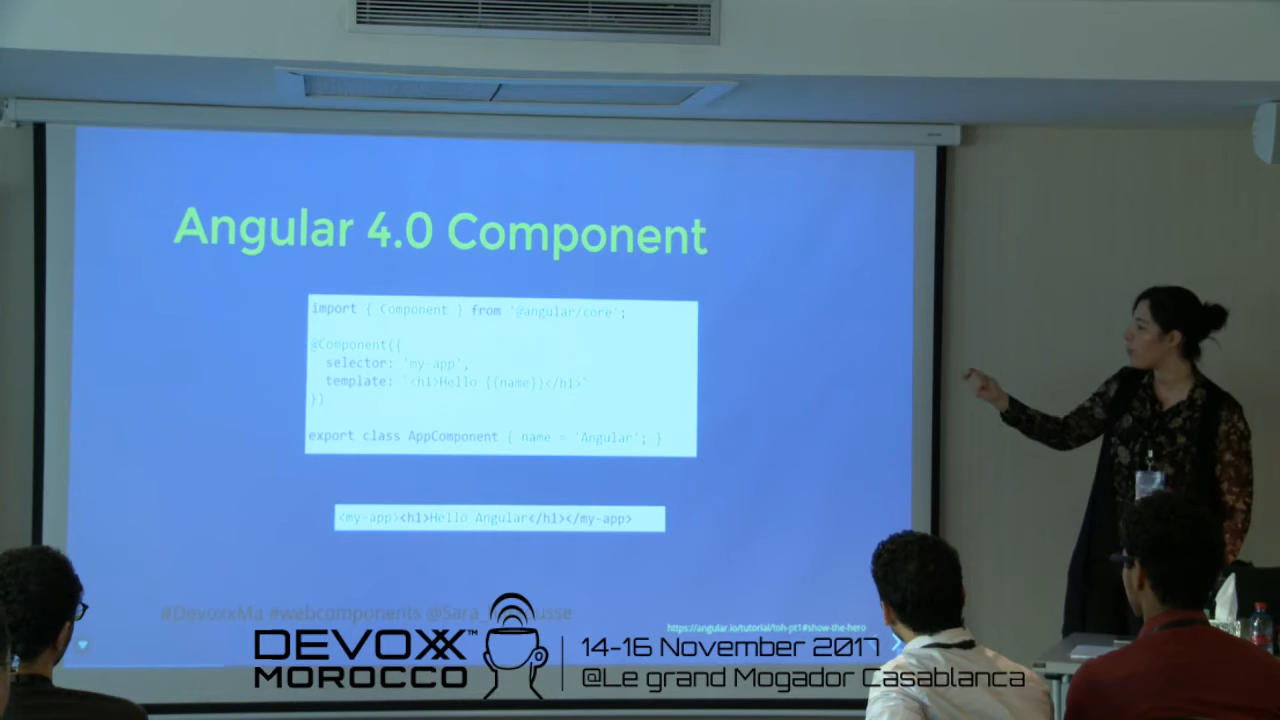 Angular 4.0 Component
import { Component } from '@angular/core';
@Component({
selector: 'my-app',
template: `<h1>Hello {{name}}</h1>`
})
export class AppComponent { name = 'Angular'; }
<my-app><h1>Hello Angular</h1></my-app>
#DevoxxMa #webcomponents
https://angular.io/tutorial/toh-pt1#show-the-hero
DEVOXX™
MOROCCO
14-16 November 2017
@Le grand Mogador Casablanca